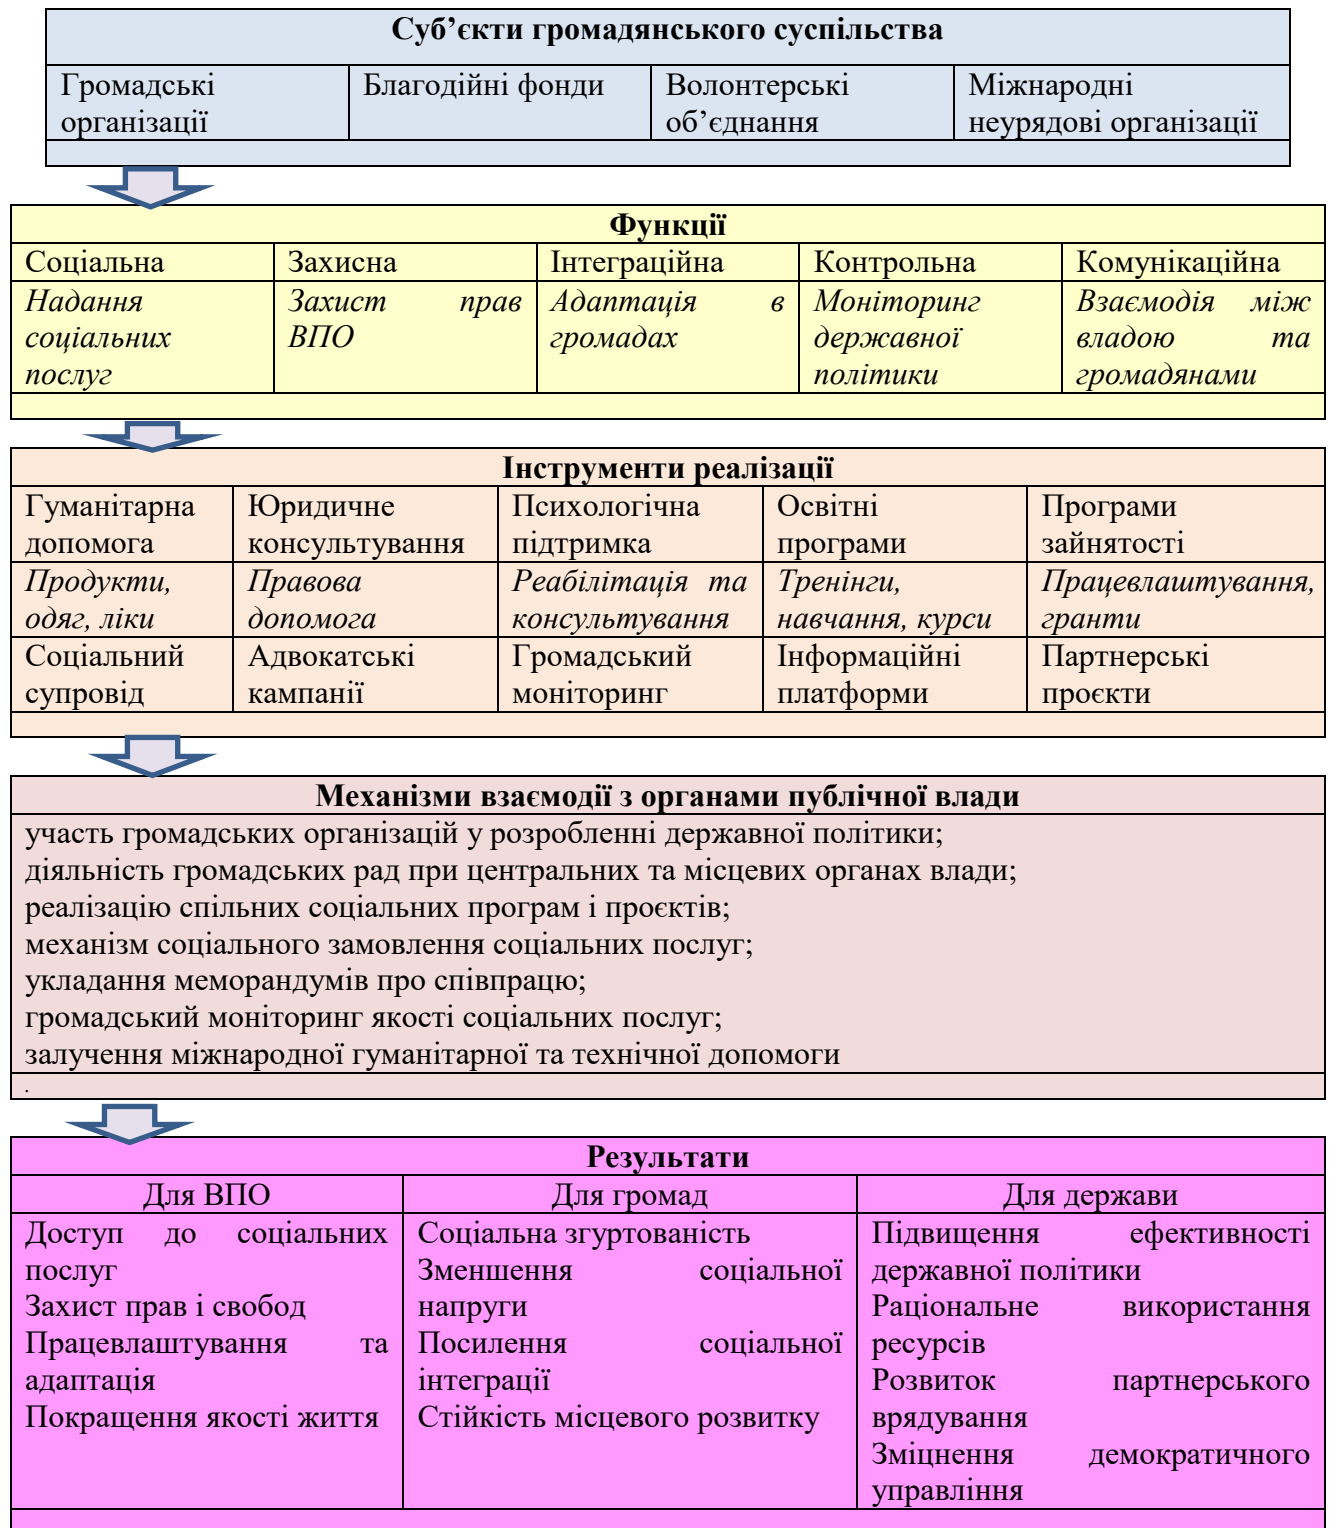 Суб’єкти громадянського суспільства
Громадські
організації
Благодійні фонди
Волонтерські
об’єднання
Міжнародні
неурядові організації
Функції
Соціальна
Захисна
Інтеграційна
Контрольна
Комунікаційна
Надання
соціальних
послуг
Захист прав
ВПО
Адаптація в
громадах
Моніторинг
державної
політики
Взаємодія між
владою та
громадянами
Інструменти реалізації
Гуманітарна
допомога
Юридичне
консультування
Психологічна
підтримка
Освітні
програми
Програми
зайнятості
Продукти,
одяг, ліки
Правова
допомога
Реабілітація та
консультування
Тренінги,
навчання, курси
Працевлаштування,
гранти
Соціальний
супровід
Адвокатські
кампанії
Громадський
моніторинг
Інформаційні
платформи
Партнерські
проєкти
Механізми взаємодії з органами публічної влади
участь громадських організацій у розробленні державної політики;
діяльність громадських рад при центральних та місцевих органах влади;
реалізацію спільних соціальних програм і проєктів;
механізм соціального замовлення соціальних послуг;
укладання меморандумів про співпрацю;
громадський моніторинг якості соціальних послуг;
залучення міжнародної гуманітарної та технічної допомоги
.
Результати
Для ВПО
Для громад
Для держави
Доступ до соціальних
послуг
Захист прав і свобод
Працевлаштування та
адаптація
Покращення якості життя
Соціальна згуртованість
Зменшення соціальної
напруги
Посилення соціальної
інтеграції
Стійкість місцевого розвитку
Підвищення ефективності
державної політики
Раціональне використання
ресурсів
Розвиток партнерського
врядування
Зміцнення демократичного
управління